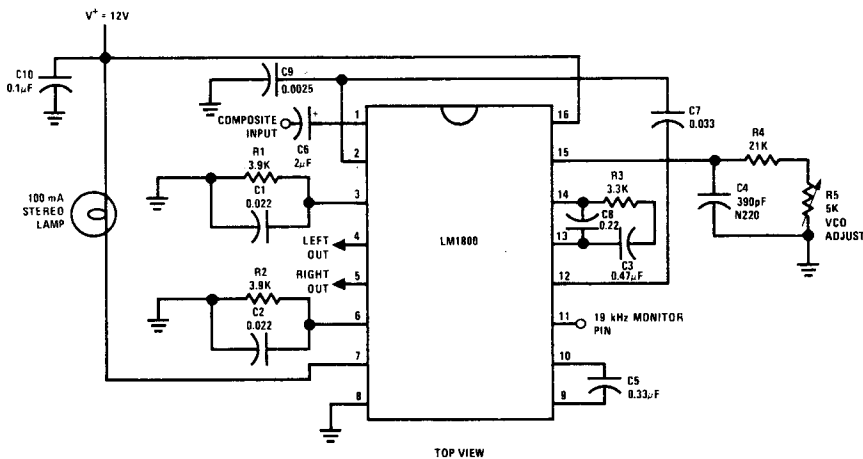 V+ = 12V
C10
0.1µF
C9
0.0025
COMPOSITE
INPUT
+
C6
2µF
R1
3.9K
C1
0.022
100 mA
STEREO
LAMP
LEFT
OUT
RIGHT
OUT
R2
3.9K
C2
0.022
1
2
3
4
5
6
7
8
LM1800
16
15
14
13
12
11
10
9
C7
0.033
R4
21K
R3
3.3K
C8
0.22
C3
0.47µF
C4
390pF
N220
R5
5K
VCO
ADJUST
19 kHz MONITOR
PIN
C5
0.33µF
TOP VIEW